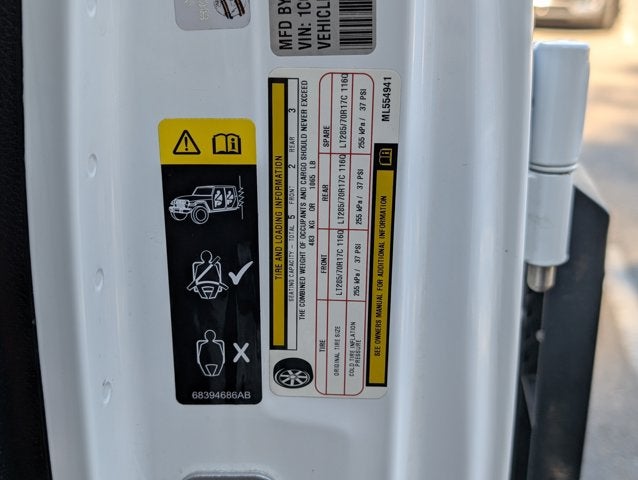 MFD BY
VIN: 1C
VEHICL
TIRE AND LOADING INFORMATION
SEATING CAPACITY - TOTAL 5 FRONT 2 REAR 3
THE COMBINED WEIGHT OF OCCUPANTS AND CARGO SHOULD NEVER EXCEED
483 KG OR 1065 LB
TIRE FRONT REAR SPARE
ORIGINAL TIRE SIZE LT285/70R17C 116Q LT285/70R17C 116Q LT285/70R17C 116Q
COLD TIRE INFLATION PRESSURE 255 kPa / 37 PSI 255 kPa / 37 PSI 255 kPa / 37 PSI
SEE OWNERS MANUAL FOR ADDITIONAL INFORMATION
ML554941
68394686AB